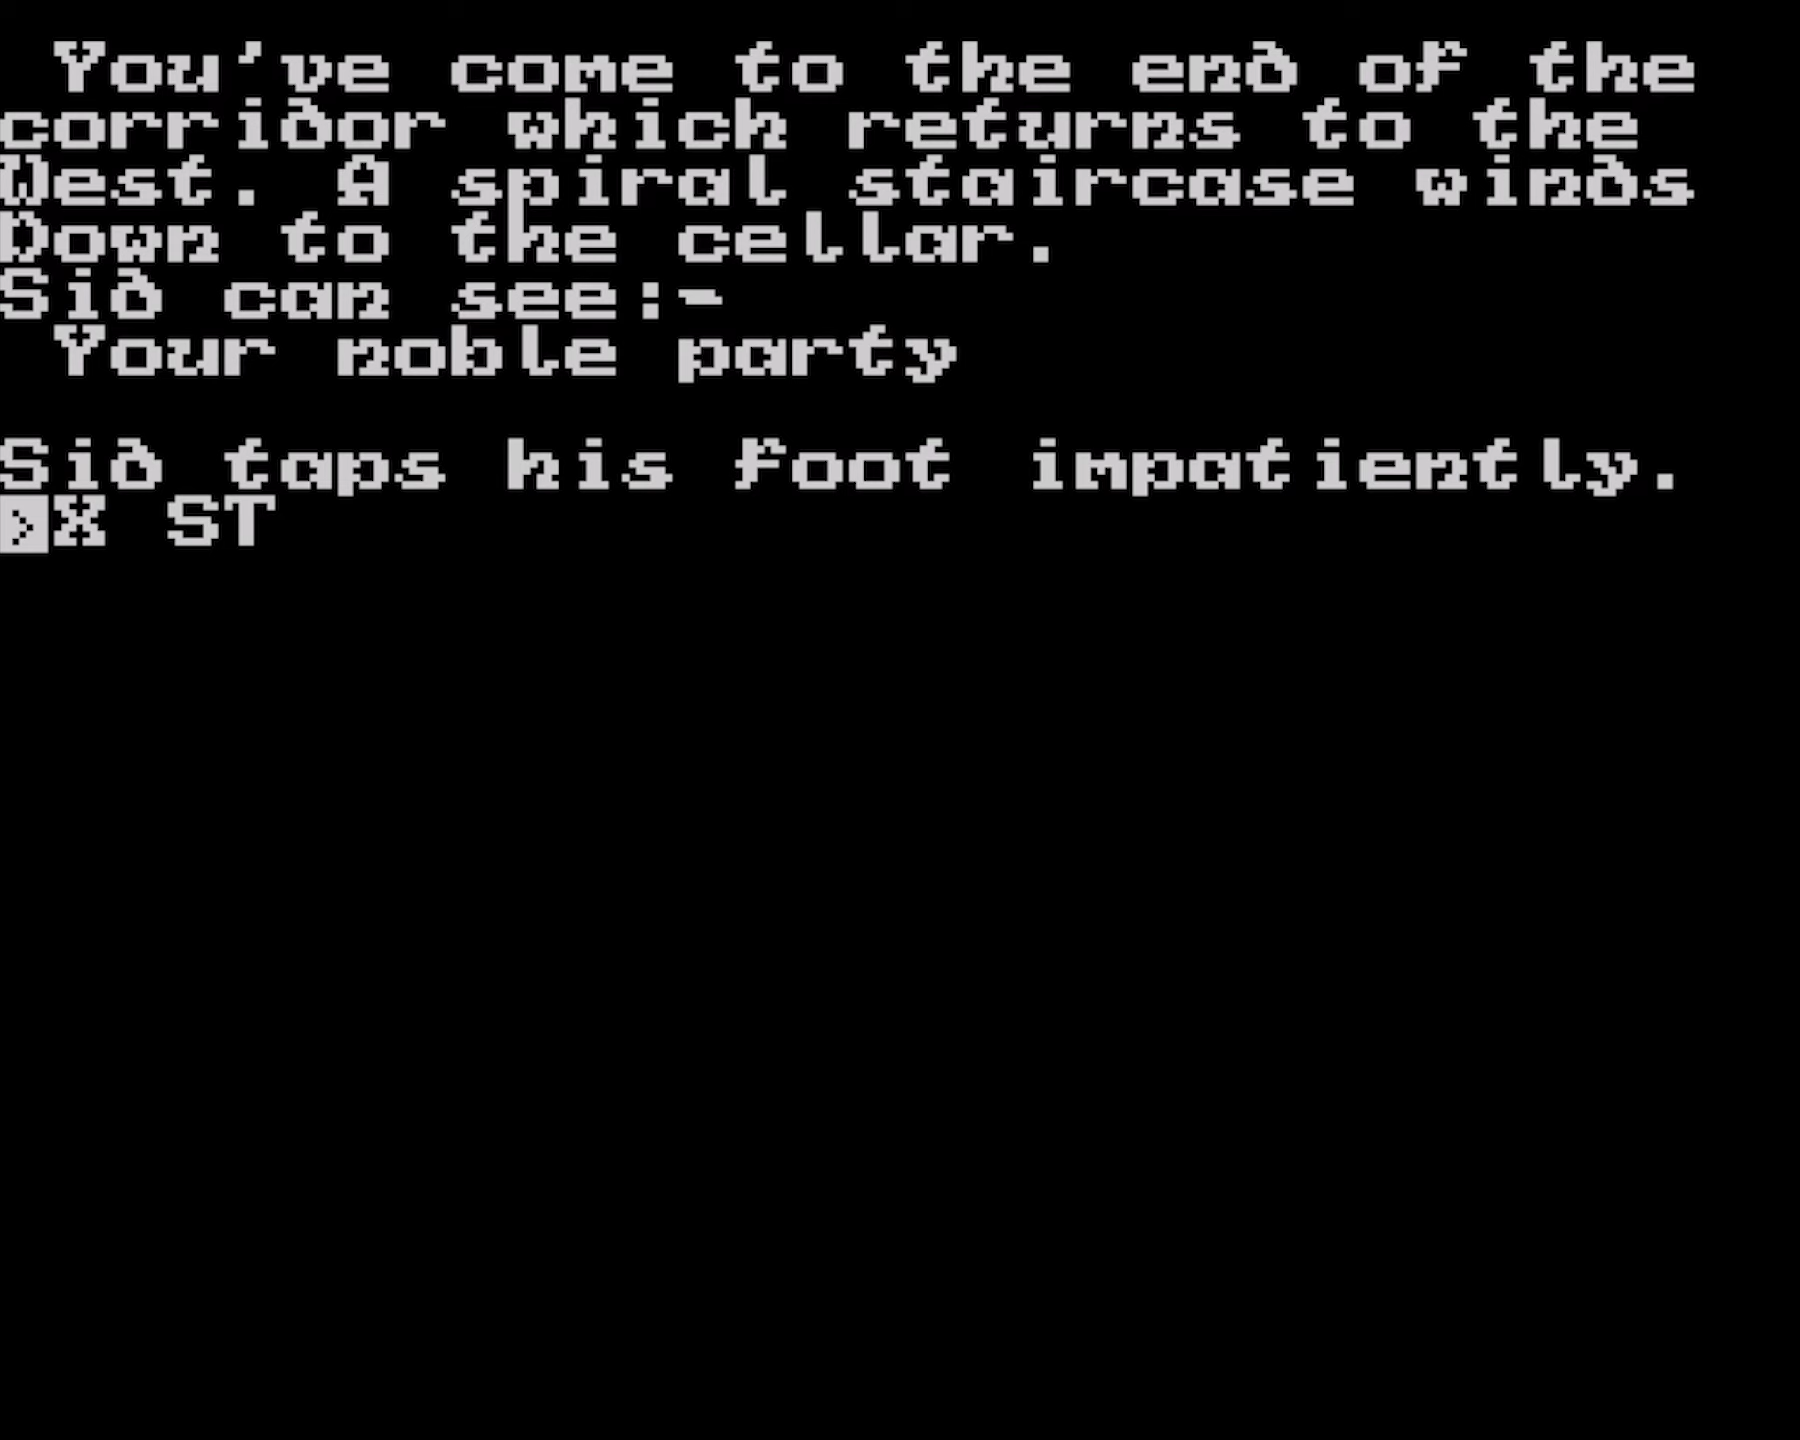 You've come to the end of the
corridor which returns to the
West. A spiral staircase winds
Down to the cellar.
Sid can see:-
Your noble party
Sid taps his foot impatiently.
>X ST